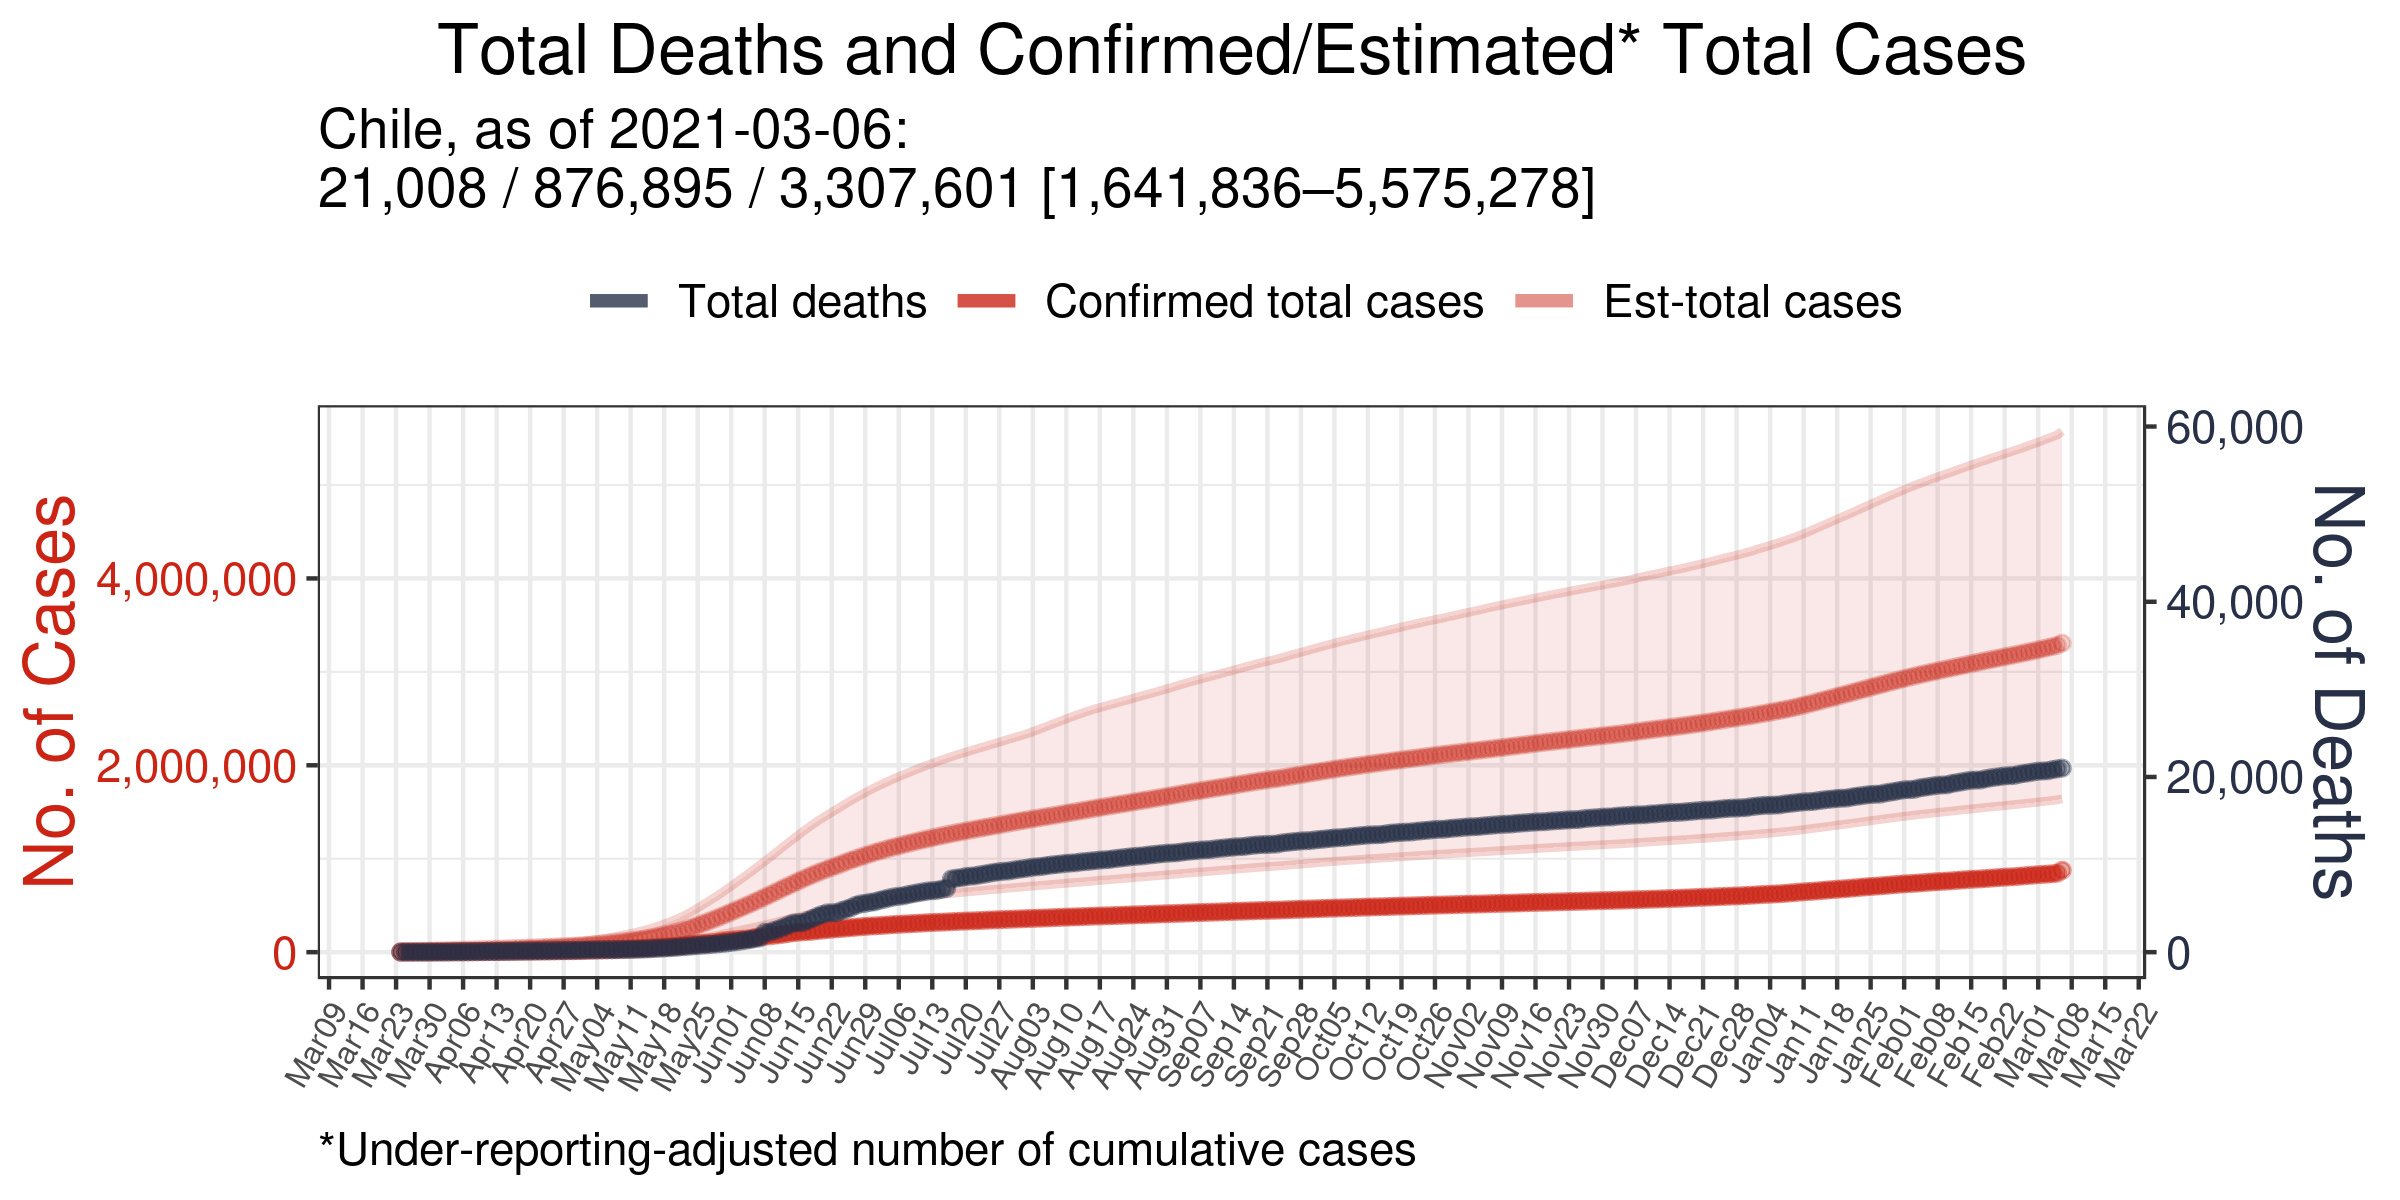 Total Deaths and Confirmed/Estimated* Total Cases
Chile, as of 2021-03-06:
21,008 / 876,895 / 3,307,601 [1,641,836–5,575,278]
Total deaths
Confirmed total cases
Est-total cases
No. of Cases
4,000,000
2,000,000
0
60,000
40,000
20,000
0
No. of Deaths
Mar09
Mar16
Mar23
Mar30
Apr06
Apr13
Apr20
Apr27
May04
May11
May18
May25
Jun01
Jun08
Jun15
Jun22
Jun29
Jul06
Jul13
Jul20
Jul27
Aug03
Aug10
Aug17
Aug24
Aug31
Sep07
Sep14
Sep21
Sep28
Oct05
Oct12
Oct19
Oct26
Nov02
Nov09
Nov16
Nov23
Nov30
Dec07
Dec14
Dec21
Dec28
Jan04
Jan11
Jan18
Jan25
Feb01
Feb08
Feb15
Feb22
Mar01
Mar08
Mar15
Mar22
*Under-reporting-adjusted number of cumulative cases